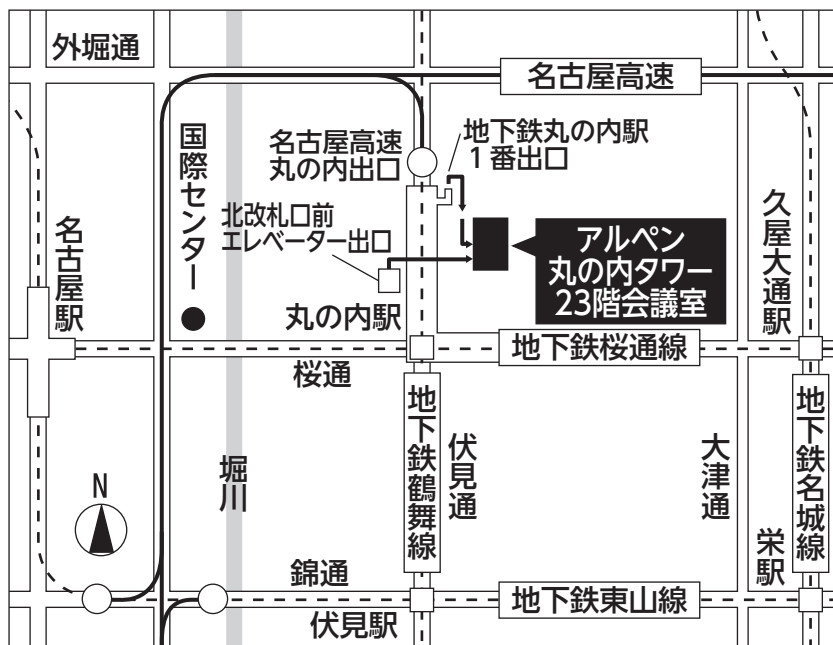 外堀通
名古屋高速
国際センター
名古屋高速
丸の内出口
地下鉄丸の内駅
1番出口
北改札口前
エレベーター出口
アルペン
丸の内タワー
23階会議室
名古屋駅
久屋大通駅
丸の内駅
桜通
地下鉄桜通線
地下鉄鶴舞線
伏見通
大津通
地下鉄名城線
堀川
N
栄駅
錦通
地下鉄東山線
伏見駅